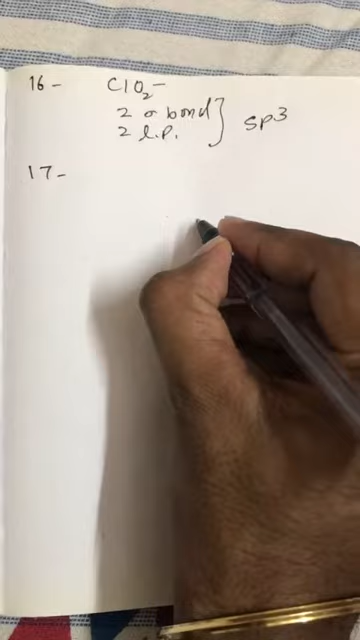 16- ClO2-
2 σ bond
2 l.p. } sp3
17-